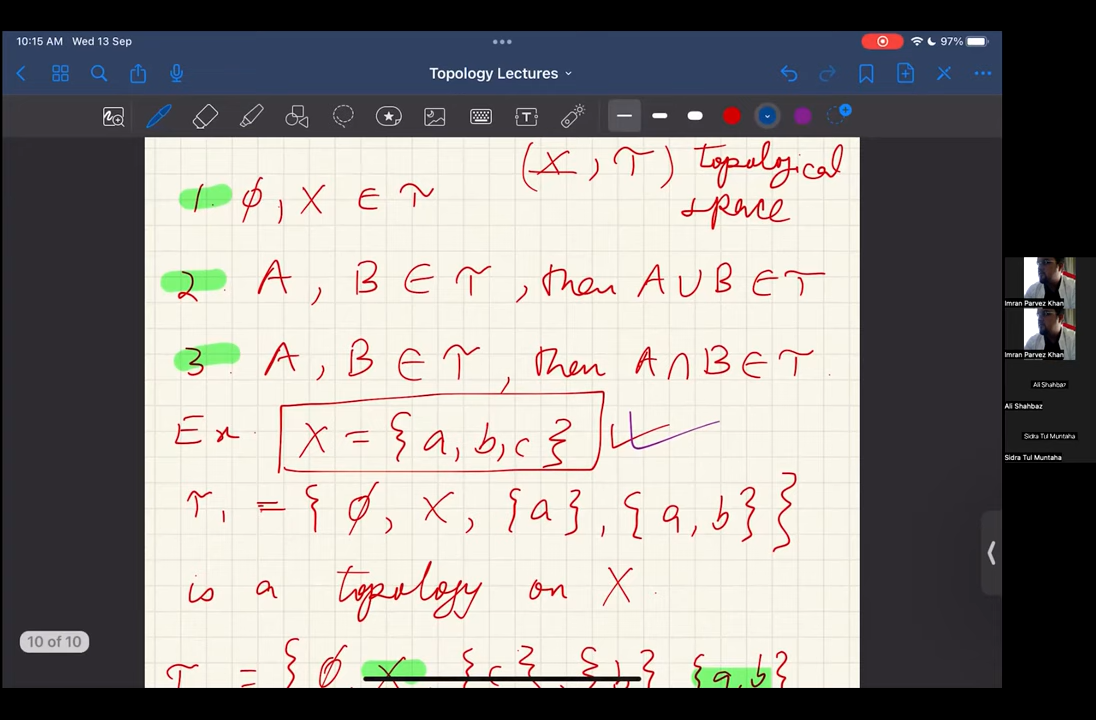 10:15 AM Wed 13 Sep
97%
Topology Lectures
(X, τ) topological
space
1. φ, X ∈ τ
2. A, B ∈ τ, then A∪B ∈ τ
3. A, B ∈ τ, then A∩B ∈ τ.
Ex. X = {a, b, c}
τ₁ = {φ, X, {a}, {a, b}}
is a topology on X.
τ = {φ, X, {c}, {b}, {a, b}
10 of 10
Imran Parvez Khan
Imran Parvez Khan
Ali Shahbaz
Ali Shahbaz
Sidra Tul Muntaha
Sidra Tul Muntaha